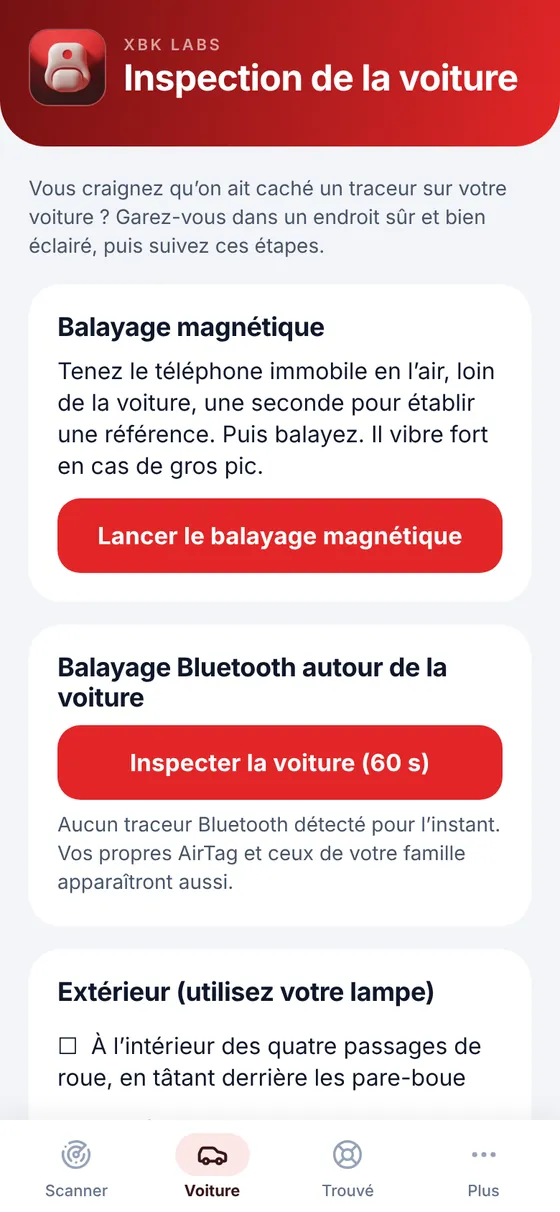 XBK LABS
Inspection de la voiture
Vous craignez qu’on ait caché un traceur sur votre
voiture ? Garez-vous dans un endroit sûr et bien
éclairé, puis suivez ces étapes.
Balayage magnétique
Tenez le téléphone immobile en l’air, loin
de la voiture, une seconde pour établir
une référence. Puis balayez. Il vibre fort
en cas de gros pic.
Lancer le balayage magnétique
Balayage Bluetooth autour de la
voiture
Inspecter la voiture (60 s)
Aucun traceur Bluetooth détecté pour l’instant.
Vos propres AirTag et ceux de votre famille
apparaîtront aussi.
Extérieur (utilisez votre lampe)
☐ À l’intérieur des quatre passages de
roue, en tâtant derrière les pare-boue
Scanner
Voiture
Trouvé
Plus